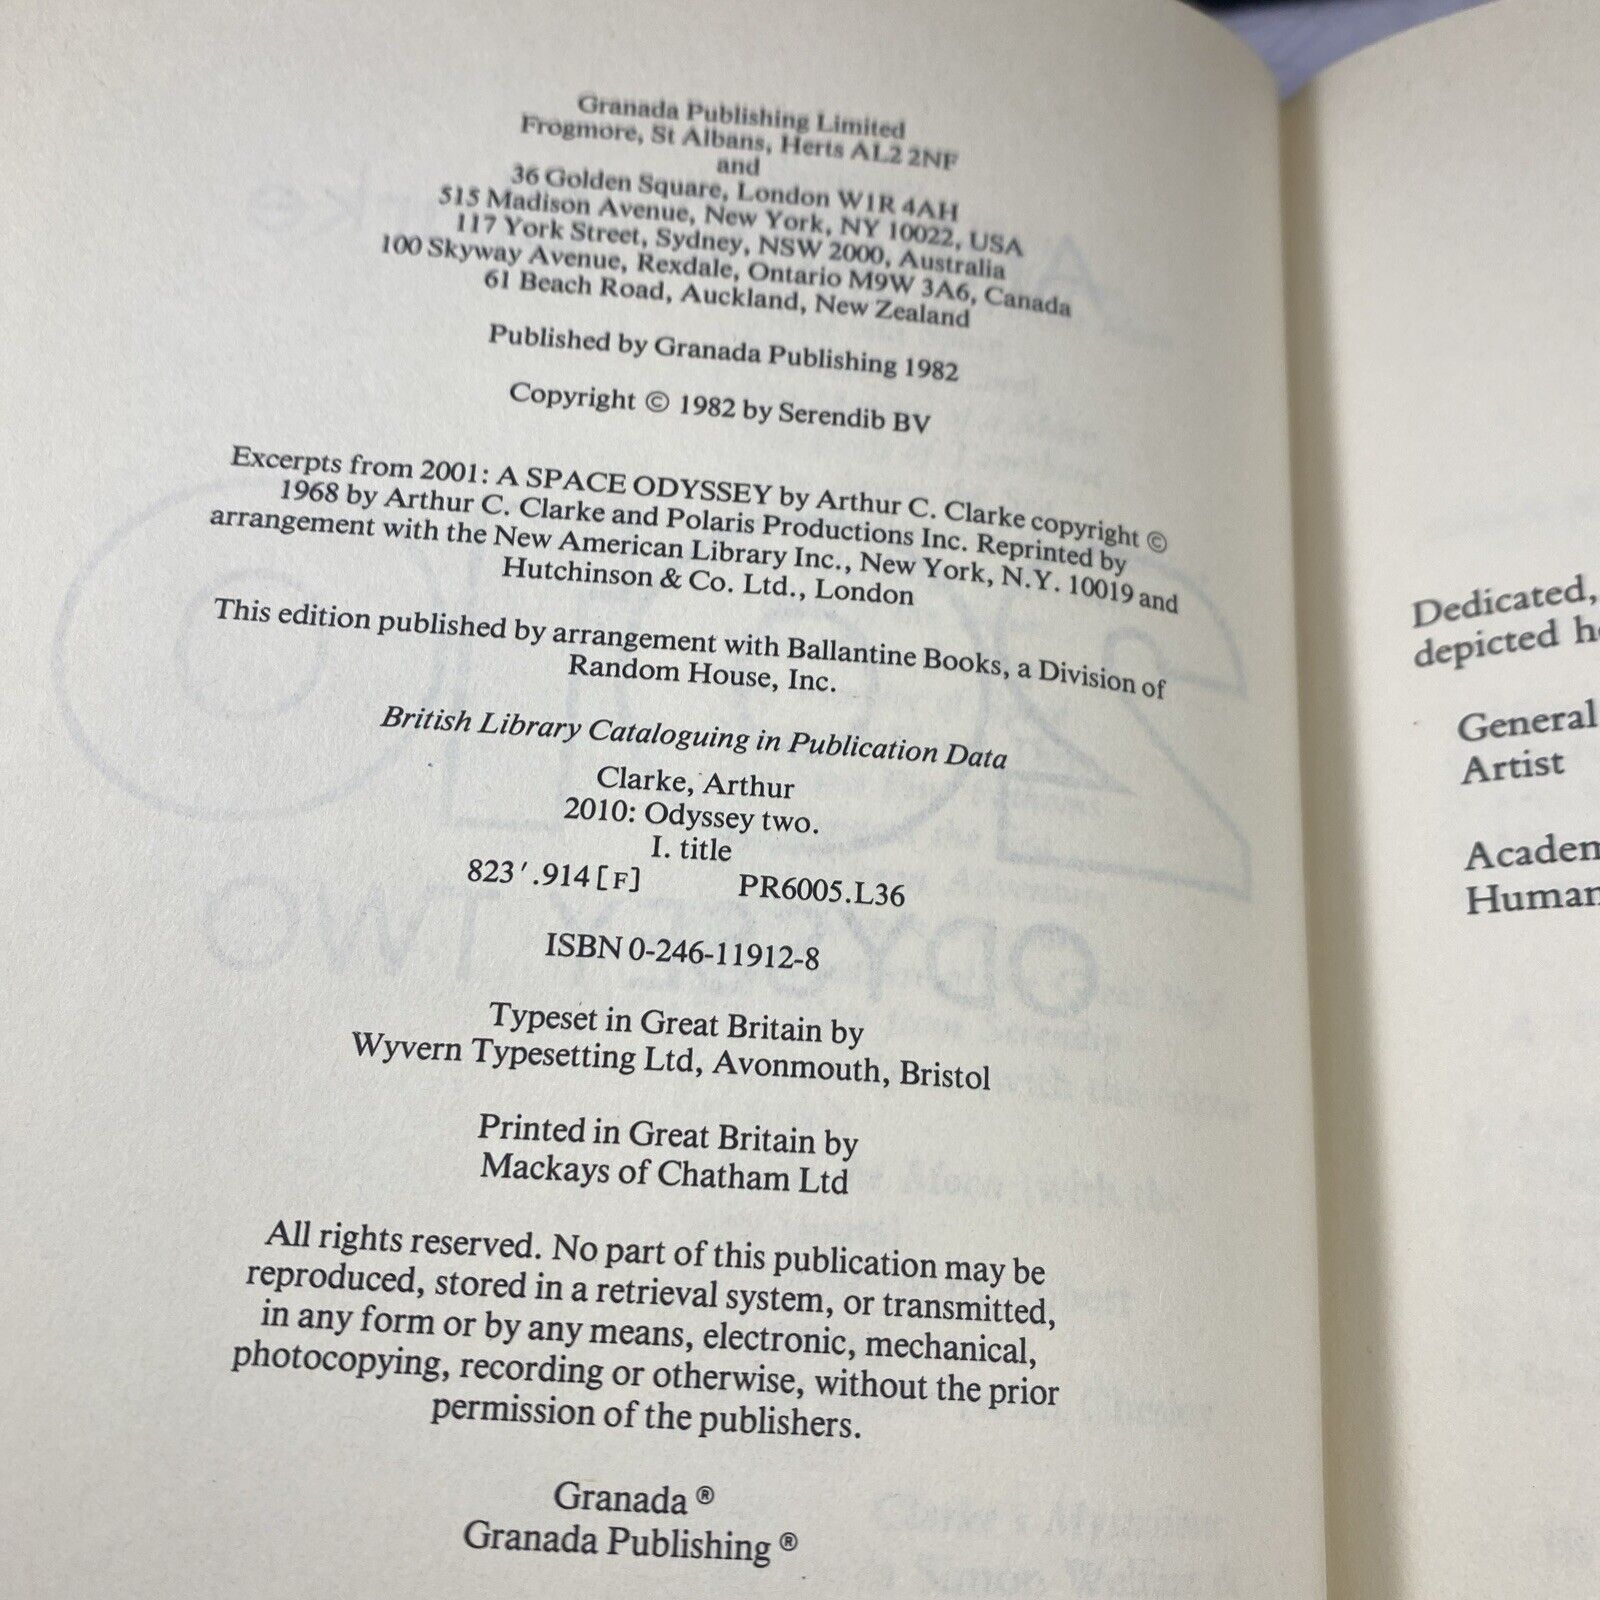 Granada Publishing Limited
Frogmore, St Albans, Herts AL2 2NF
and
36 Golden Square, London W1R 4AH
515 Madison Avenue, New York, NY 10022, USA
117 York Street, Sydney, NSW 2000, Australia
100 Skyway Avenue, Rexdale, Ontario M9W 3A6, Canada
61 Beach Road, Auckland, New Zealand
Published by Granada Publishing 1982
Copyright © 1982 by Serendib BV
Excerpts from 2001: A SPACE ODYSSEY by Arthur C. Clarke copyright ©
1968 by Arthur C. Clarke and Polaris Productions Inc. Reprinted by
arrangement with the New American Library Inc., New York, N.Y. 10019 and
Hutchinson & Co. Ltd., London
This edition published by arrangement with Ballantine Books, a Division of
Random House, Inc.
British Library Cataloguing in Publication Data
Clarke, Arthur
2010: Odyssey two.
I. title
823′.914[F] PR6005.L36
ISBN 0-246-11912-8
Typeset in Great Britain by
Wyvern Typesetting Ltd, Avonmouth, Bristol
Printed in Great Britain by
Mackays of Chatham Ltd
All rights reserved. No part of this publication may be
reproduced, stored in a retrieval system, or transmitted,
in any form or by any means, electronic, mechanical,
photocopying, recording or otherwise, without the prior
permission of the publishers.
Granada ®
Granada Publishing ®
Dedicated,
depicted
General
Artist